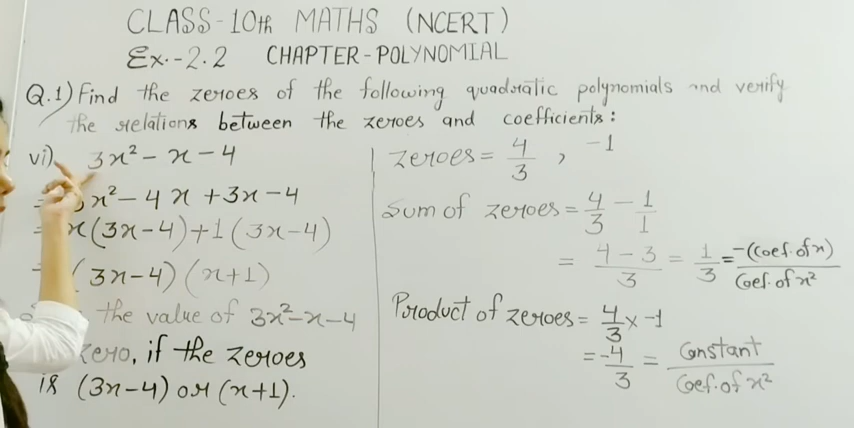 CLASS-10th MATHS (NCERT)
Ex.-2.2 CHAPTER-POLYNOMIAL
Q.1) Find the zeroes of the following quadratic polynomials and verify
the relations between the zeroes and coefficients:
vi) 3x² - x - 4
x² - 4x + 3x - 4
= x(3x-4)+1(3x-4)
(3x-4)(x+1)
the value of 3x²-x-4
zero, if the zeroes
is (3x-4) or (x+1).
zeroes = 4/3, -1
Sum of zeroes = 4/3 - 1/1
= (4-3)/3 = 1/3 = -(Coef. of x)/Coef. of x²
Product of zeroes = 4/3 x -1
= -4/3 = Constant/Coef. of x²